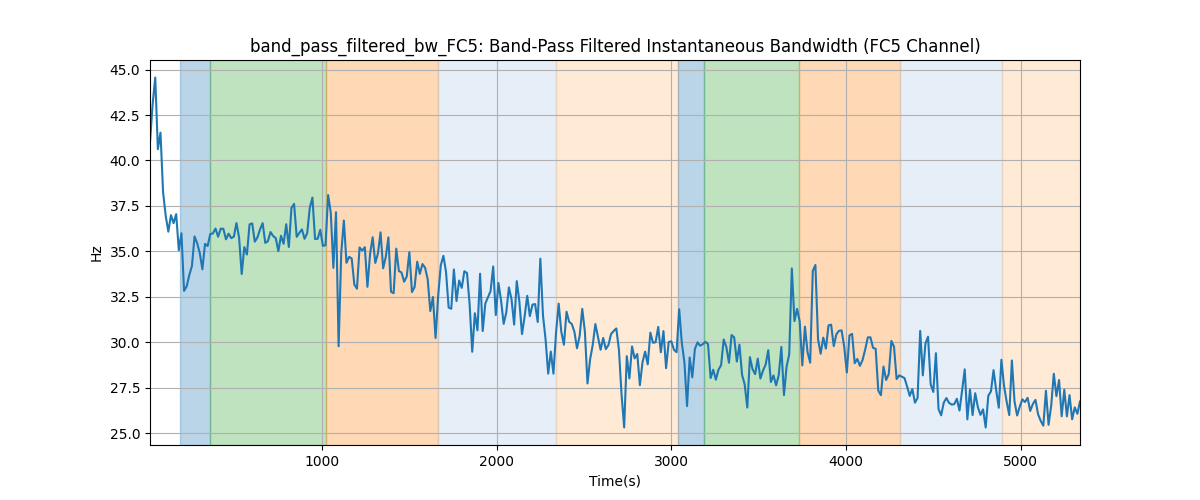 band_pass_filtered_bw_FC5: Band-Pass Filtered Instantaneous Bandwidth (FC5 Channel)
45.0
42.5
40.0
37.5
35.0
32.5
30.0
27.5
25.0
Hz
1000 2000 3000 4000 5000
Time(s)